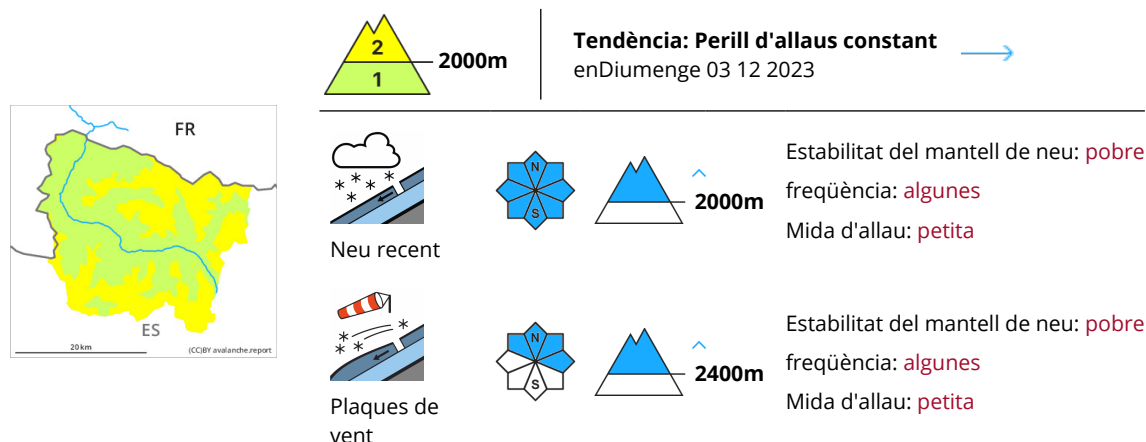 2
1
2000m
Tendència: Perill d'allaus constant
enDiumenge 03 12 2023
FR
ES
20 km
(CC)BY avalanche.report
Neu recent
N
S
2000m
Estabilitat del mantell de neu: pobre
freqüència: algunes
Mida d'allau: petita
Plaques de
vent
N
S
2400m
Estabilitat del mantell de neu: pobre
freqüència: algunes
Mida d'allau: petita